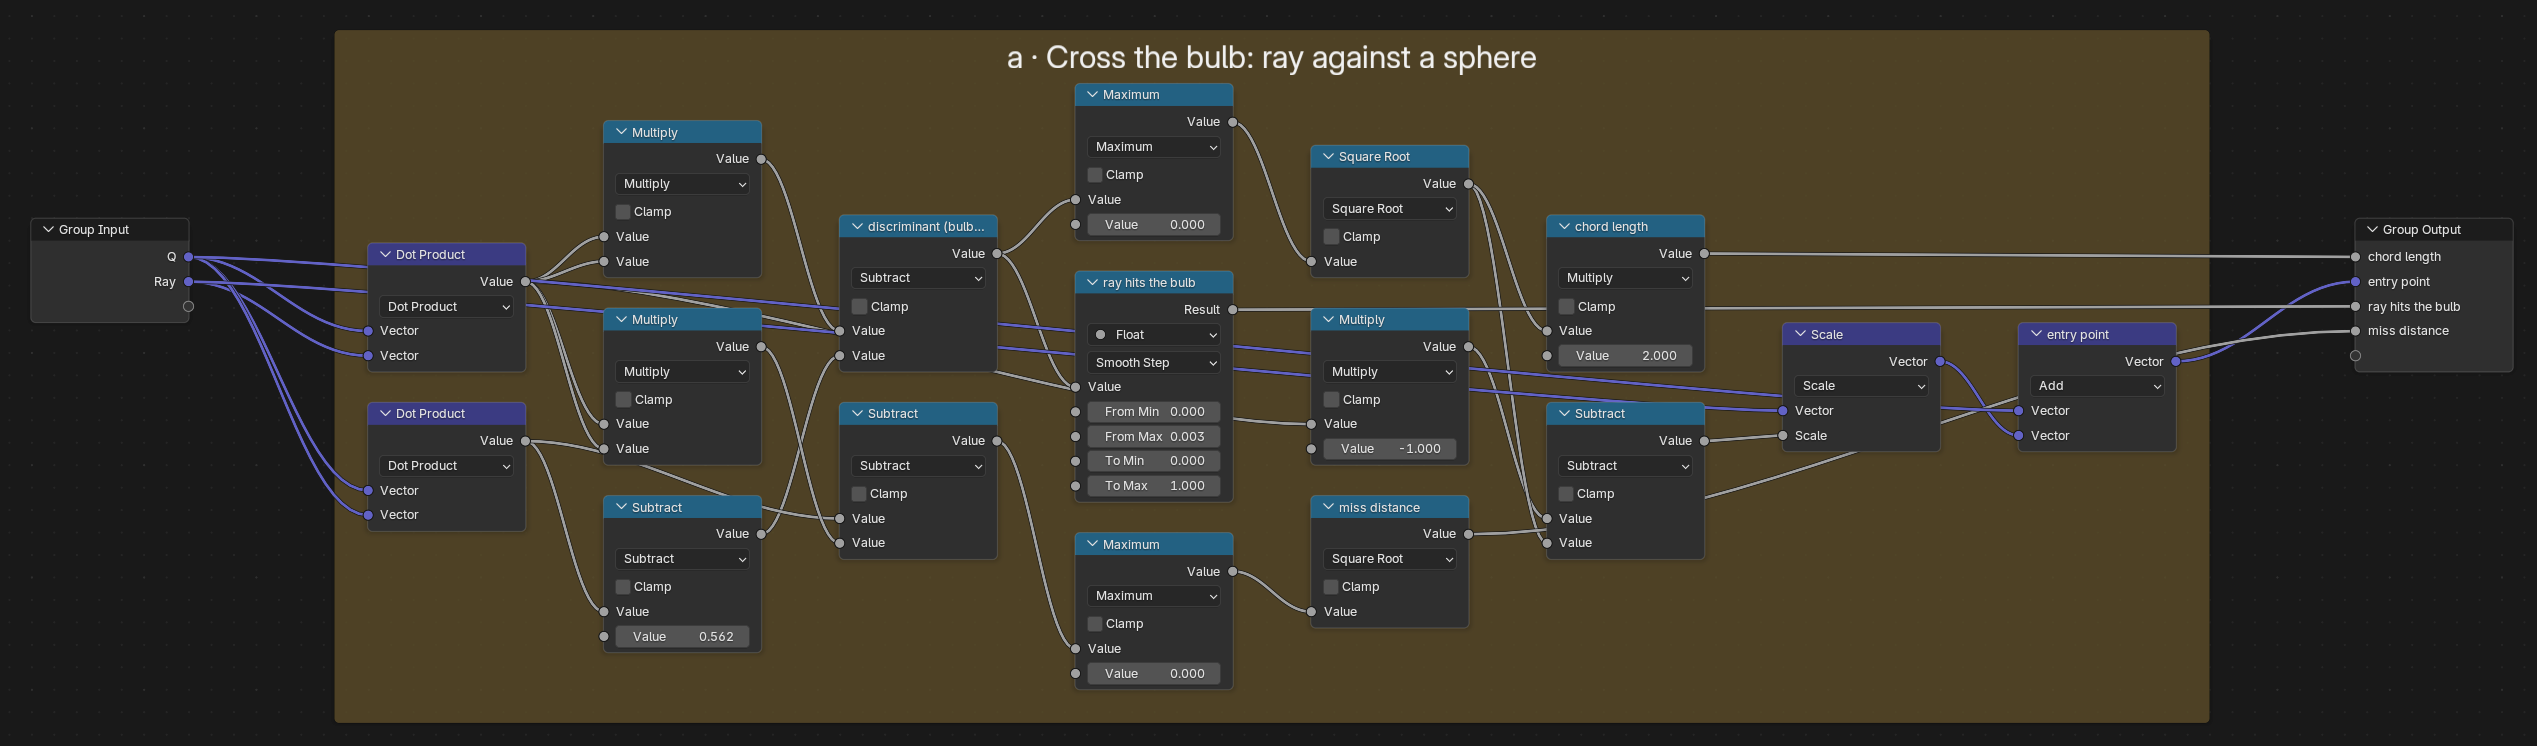 a · Cross the bulb: ray against a sphere
Group Input
Q
Ray
Dot Product
Value
Dot Product
Vector
Vector
Dot Product
Value
Dot Product
Vector
Vector
Multiply
Value
Multiply
Clamp
Value
Value
Multiply
Value
Multiply
Clamp
Value
Value
Subtract
Value
Subtract
Clamp
Value
Value 0.562
discriminant (bulb...
Value
Subtract
Clamp
Value
Value
Subtract
Value
Subtract
Clamp
Value
Value
Maximum
Value
Maximum
Clamp
Value
Value 0.000
ray hits the bulb
Result
Float
Smooth Step
Value
From Min 0.000
From Max 0.003
To Min 0.000
To Max 1.000
Maximum
Value
Maximum
Clamp
Value
Value 0.000
Square Root
Value
Square Root
Clamp
Value
Multiply
Value
Multiply
Clamp
Value
Value -1.000
miss distance
Value
Square Root
Clamp
Value
chord length
Value
Multiply
Clamp
Value
Value 2.000
Subtract
Value
Subtract
Clamp
Value
Value
Scale
Vector
Scale
Vector
Scale
entry point
Vector
Add
Vector
Vector
Group Output
chord length
entry point
ray hits the bulb
miss distance